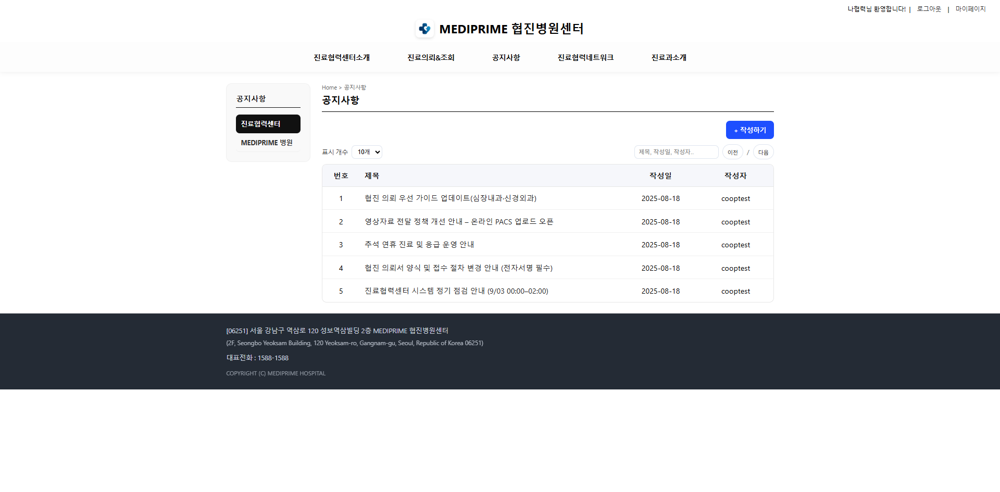 나협력님 환영합니다! | 로그아웃 | 마이페이지
MEDIPRIME 협진병원센터
진료협력센터소개 진료의뢰&조회 공지사항 진료협력네트워크 진료과소개
공지사항
진료협력센터
MEDIPRIME 병원
Home > 공지사항
공지사항
+ 작성하기
표시 개수 10개 제목, 작성일, 작성자.. 이전 / 다음
번호 제목 작성일 작성자
1 협진 의뢰 우선 가이드 업데이트(심장내과·신경외과) 2025-08-18 cooptest
2 영상자료 전달 정책 개선 안내 – 온라인 PACS 업로드 오픈 2025-08-18 cooptest
3 추석 연휴 진료 및 응급 운영 안내 2025-08-18 cooptest
4 협진 의뢰서 양식 및 접수 절차 변경 안내 (전자서명 필수) 2025-08-18 cooptest
5 진료협력센터 시스템 정기 점검 안내 (9/03 00:00–02:00) 2025-08-18 cooptest
[06251] 서울 강남구 역삼로 120 성보역삼빌딩 2층 MEDIPRIME 협진병원센터
(2F, Seongbo Yeoksam Building, 120 Yeoksam-ro, Gangnam-gu, Seoul, Republic of Korea 06251)
대표전화 : 1588-1588
COPYRIGHT (C) MEDIPRIME HOSPITAL